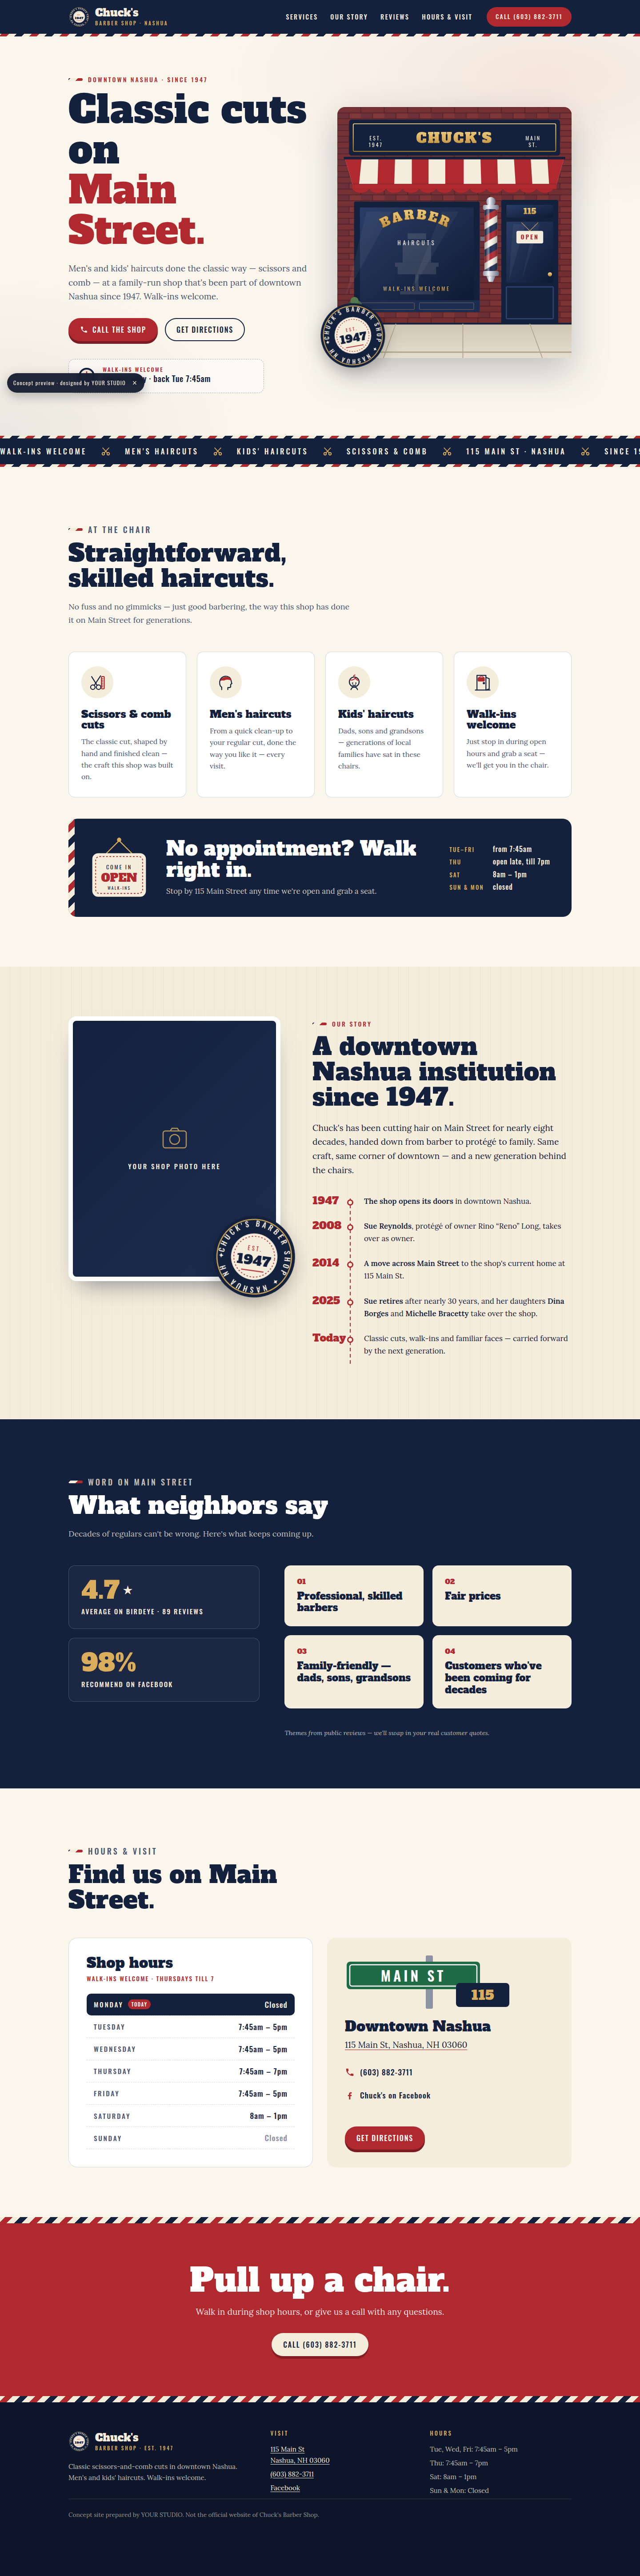 Chuck's
BARBER SHOP · NASHUA
SERVICES OUR STORY REVIEWS HOURS & VISIT CALL (603) 882-3711
DOWNTOWN NASHUA · SINCE 1947
Classic cuts
on
Main
Street.
Men's and kids' haircuts done the classic way — scissors and
comb — at a family-run shop that's been part of downtown
Nashua since 1947. Walk-ins welcome.
CALL THE SHOP GET DIRECTIONS
WALK-INS WELCOME
· back Tue 7:45am
Concept preview · designed by YOUR STUDIO ×
EST.
1947
CHUCK'S
MAIN
ST.
BARBER
HAIRCUTS
WALK-INS WELCOME
115
OPEN
CHUCK'S BARBER SHOP
EST.
1947
NASHUA NH
WALK-INS WELCOME MEN'S HAIRCUTS KIDS' HAIRCUTS SCISSORS & COMB 115 MAIN ST · NASHUA SINCE
AT THE CHAIR
Straightforward,
skilled haircuts.
No fuss and no gimmicks — just good barbering, the way this shop has done
it on Main Street for generations.
Scissors & comb
cuts
The classic cut, shaped by
hand and finished clean —
the craft this shop was built
on.
Men's haircuts
From a quick clean-up to
your regular cut, done the
way you like it — every
visit.
Kids' haircuts
Dads, sons and grandsons
— generations of local
families have sat in these
chairs.
Walk-ins
welcome
Just stop in during open
hours and grab a seat —
we'll get you in the chair.
COME IN
OPEN
WALK-INS
No appointment? Walk
right in.
Stop by 115 Main Street any time we're open and grab a seat.
TUE–FRI from 7:45am
THU open late, till 7pm
SAT 8am – 1pm
SUN & MON closed
YOUR SHOP PHOTO HERE
CHUCK'S BARBER SHOP
EST.
1947
NASHUA NH
OUR STORY
A downtown
Nashua institution
since 1947.
Chuck's has been cutting hair on Main Street for nearly eight
decades, handed down from barber to protégé to family. Same
craft, same corner of downtown — and a new generation behind
the chairs.
1947 The shop opens its doors in downtown Nashua.
2008 Sue Reynolds, protégé of owner Rino “Reno” Long, takes
over as owner.
2014 A move across Main Street to the shop's current home at
115 Main St.
2025 Sue retires after nearly 30 years, and her daughters Dina
Borges and Michelle Bracetty take over the shop.
Today Classic cuts, walk-ins and familiar faces — carried forward
by the next generation.
WORD ON MAIN STREET
What neighbors say
Decades of regulars can't be wrong. Here's what keeps coming up.
4.7★
AVERAGE ON BIRDEYE · 89 REVIEWS
98%
RECOMMEND ON FACEBOOK
01
Professional, skilled
barbers
02
Fair prices
03
Family-friendly —
dads, sons, grandsons
04
Customers who've
been coming for
decades
Themes from public reviews — we'll swap in your real customer quotes.
HOURS & VISIT
Find us on Main
Street.
Shop hours
WALK-INS WELCOME · THURSDAYS TILL 7
MONDAY TODAY Closed
TUESDAY 7:45am – 5pm
WEDNESDAY 7:45am – 5pm
THURSDAY 7:45am – 7pm
FRIDAY 7:45am – 5pm
SATURDAY 8am – 1pm
SUNDAY Closed
MAIN ST
115
Downtown Nashua
115 Main St, Nashua, NH 03060
(603) 882-3711
Chuck's on Facebook
GET DIRECTIONS
Pull up a chair.
Walk in during shop hours, or give us a call with any questions.
CALL (603) 882-3711
Chuck's
BARBER SHOP · EST. 1947
Classic scissors-and-comb cuts in downtown Nashua.
Men's and kids' haircuts. Walk-ins welcome.
VISIT
115 Main St
Nashua, NH 03060
(603) 882-3711
Facebook
HOURS
Tue, Wed, Fri: 7:45am – 5pm
Thu: 7:45am – 7pm
Sat: 8am – 1pm
Sun & Mon: Closed
Concept site prepared by YOUR STUDIO. Not the official website of Chuck's Barber Shop.